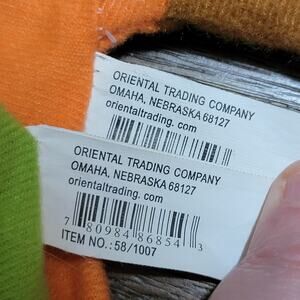 ORIENTAL TRADING COMPANY
OMAHA, NEBRASKA 68127
orientaltrading. com
ORIENTAL TRADING COMPANY
OMAHA, NEBRASKA 68127
orientaltrading. com
7 80984 86854 3
ITEM NO.: 58/1007